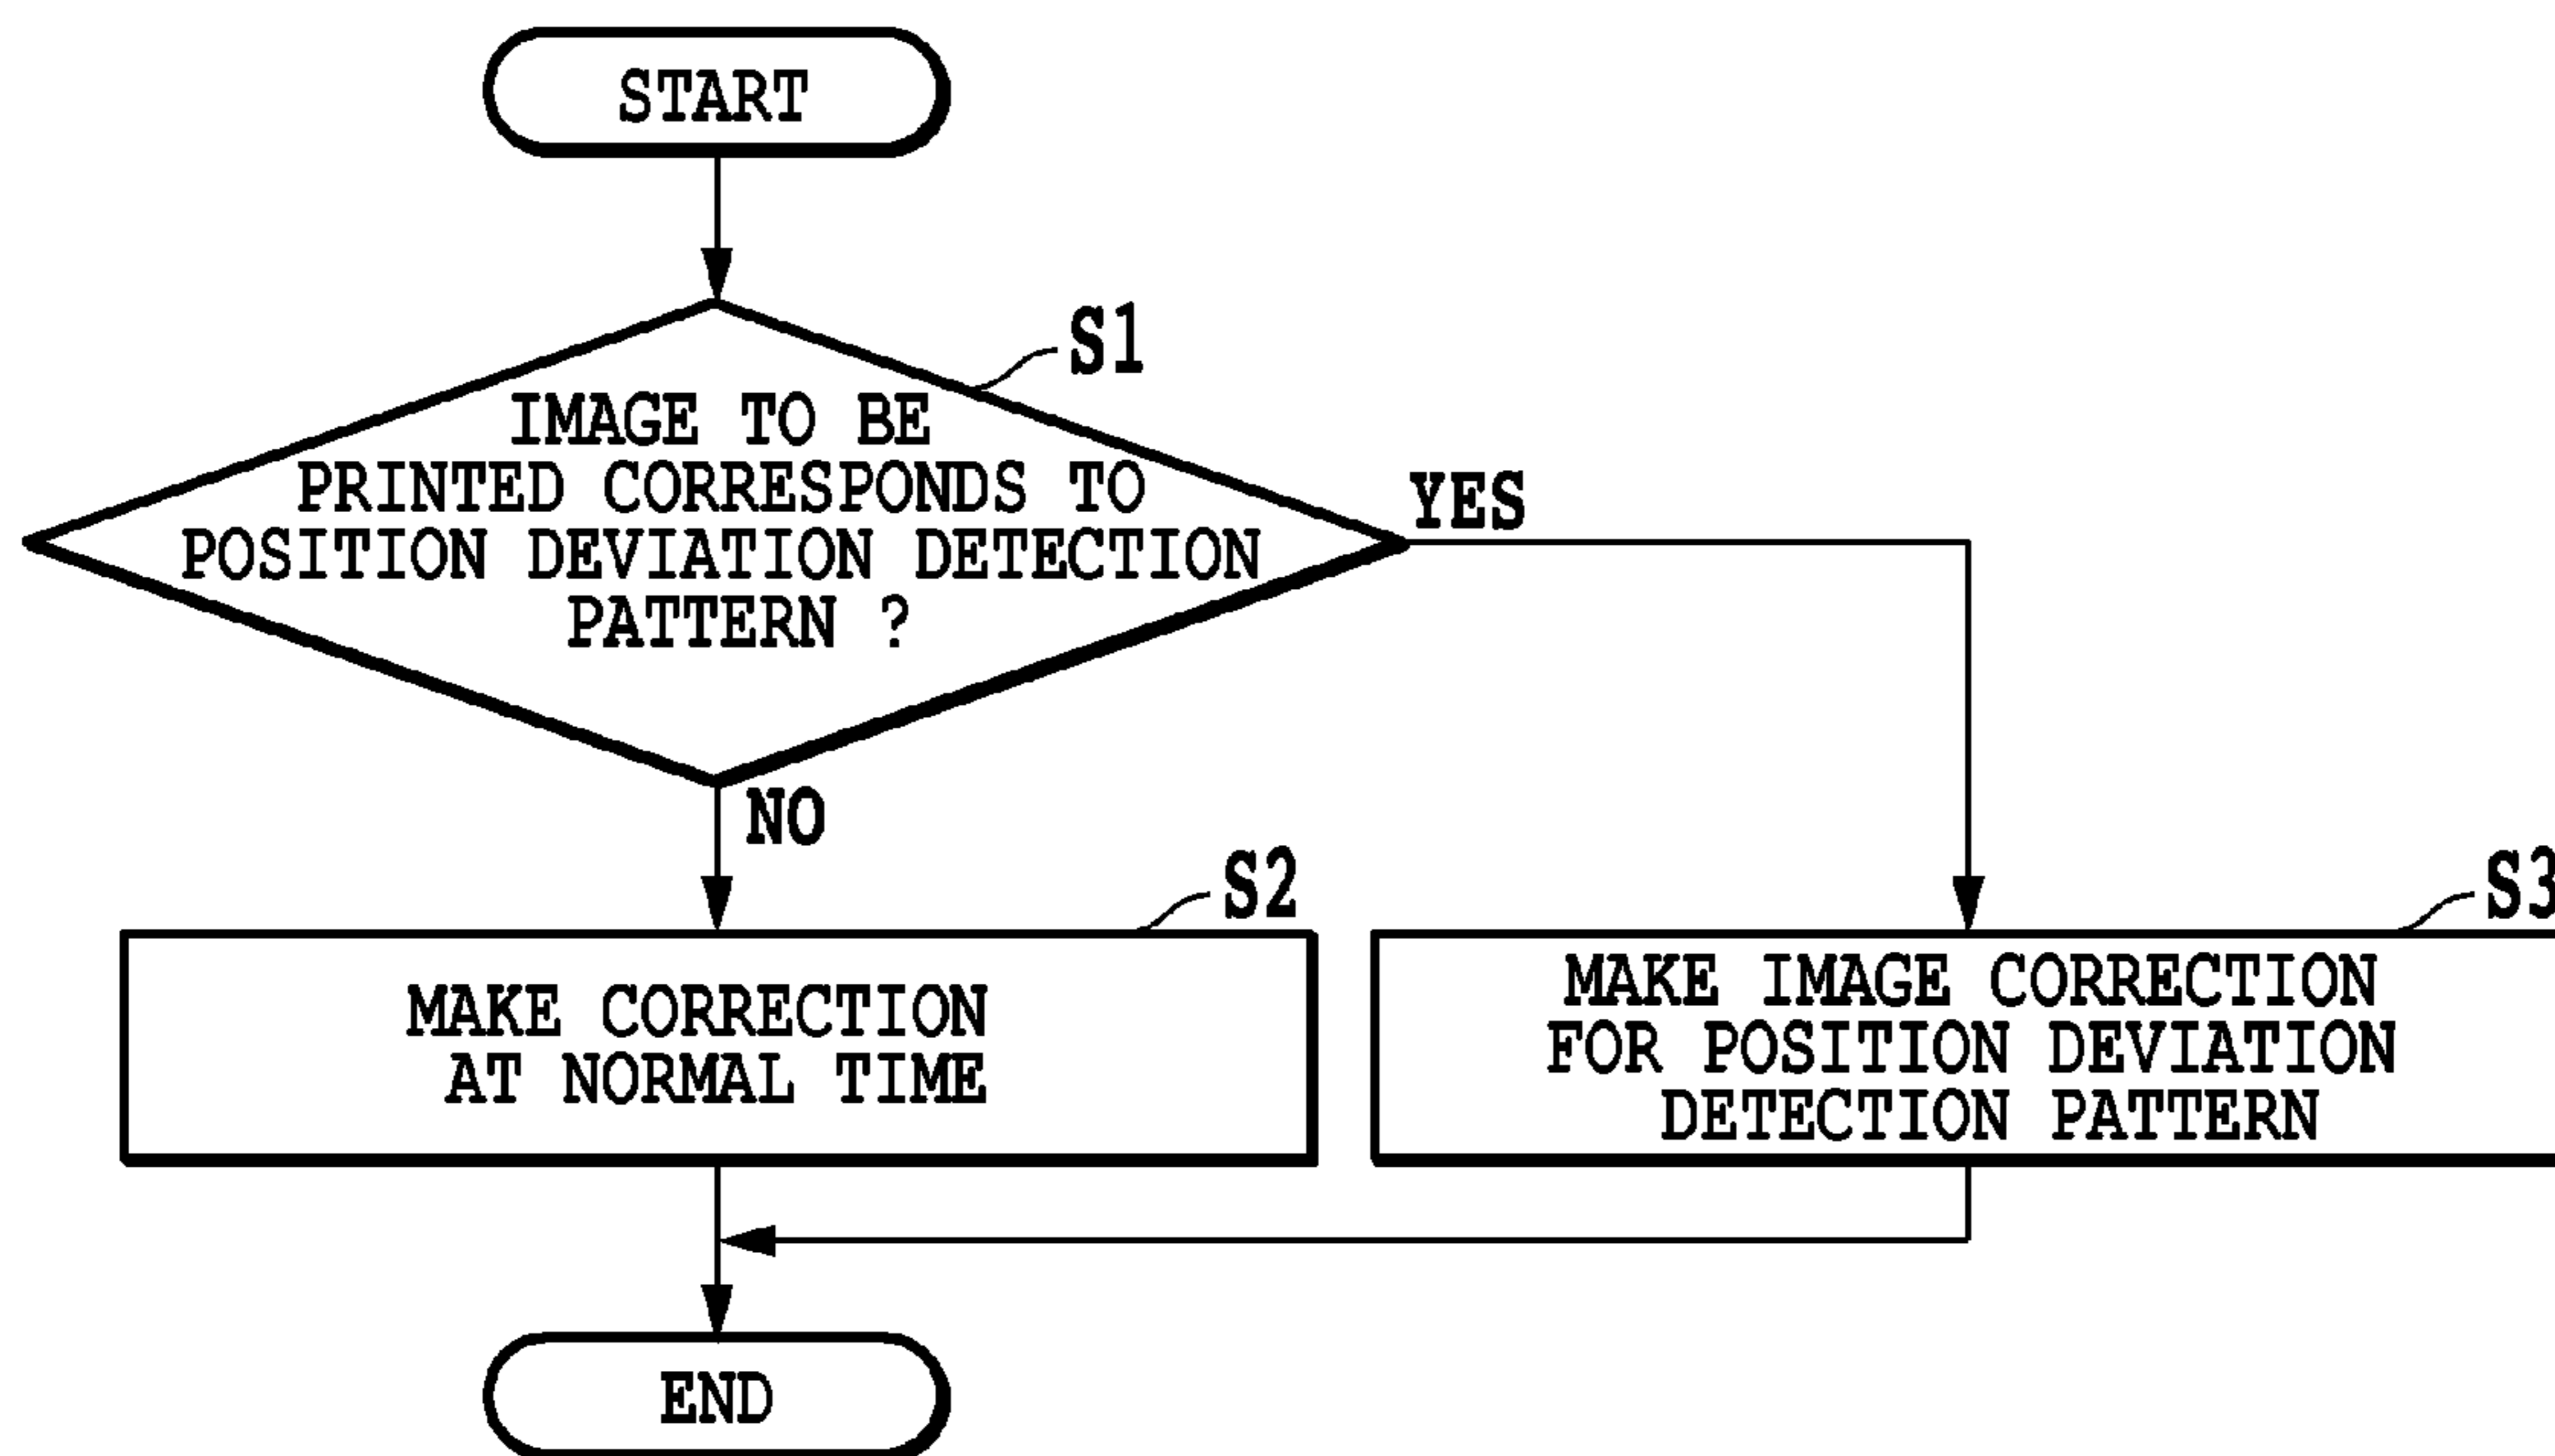 START
S1
IMAGE TO BE
PRINTED CORRESPONDS TO
POSITION DEVIATION DETECTION
PATTERN ?
YES
NO
S2
MAKE CORRECTION
AT NORMAL TIME
S3
MAKE IMAGE CORRECTION
FOR POSITION DEVIATION
DETECTION PATTERN
END